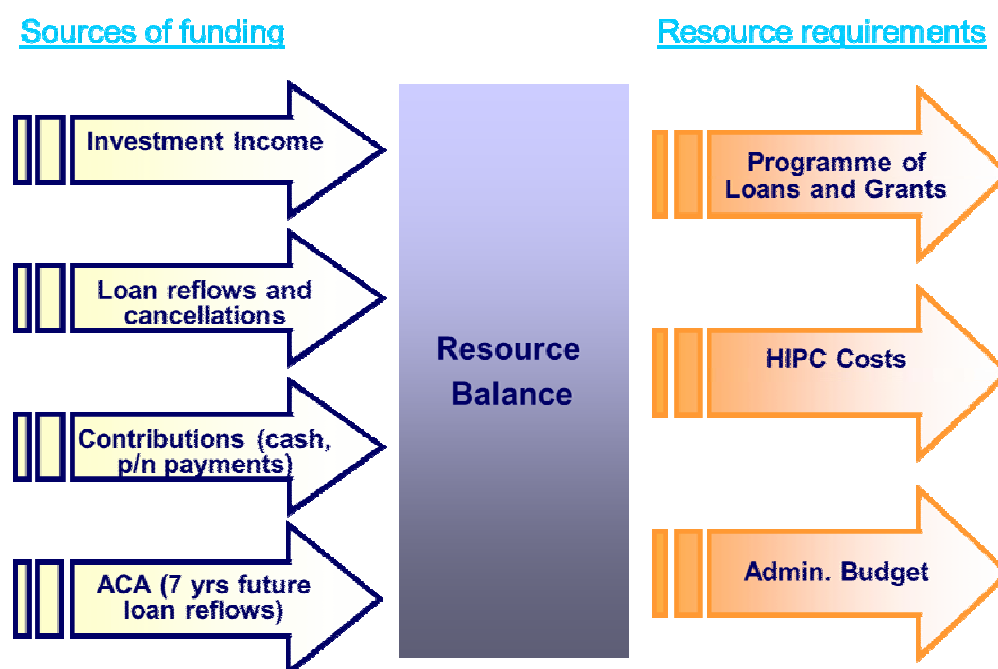 Sources of funding
Resource requirements
Investment Income
Loan reflows and
cancellations
Contributions (cash,
p/n payments)
ACA (7 yrs future
loan reflows)
Resource
Balance
Programme of
Loans and Grants
HIPC Costs
Admin. Budget